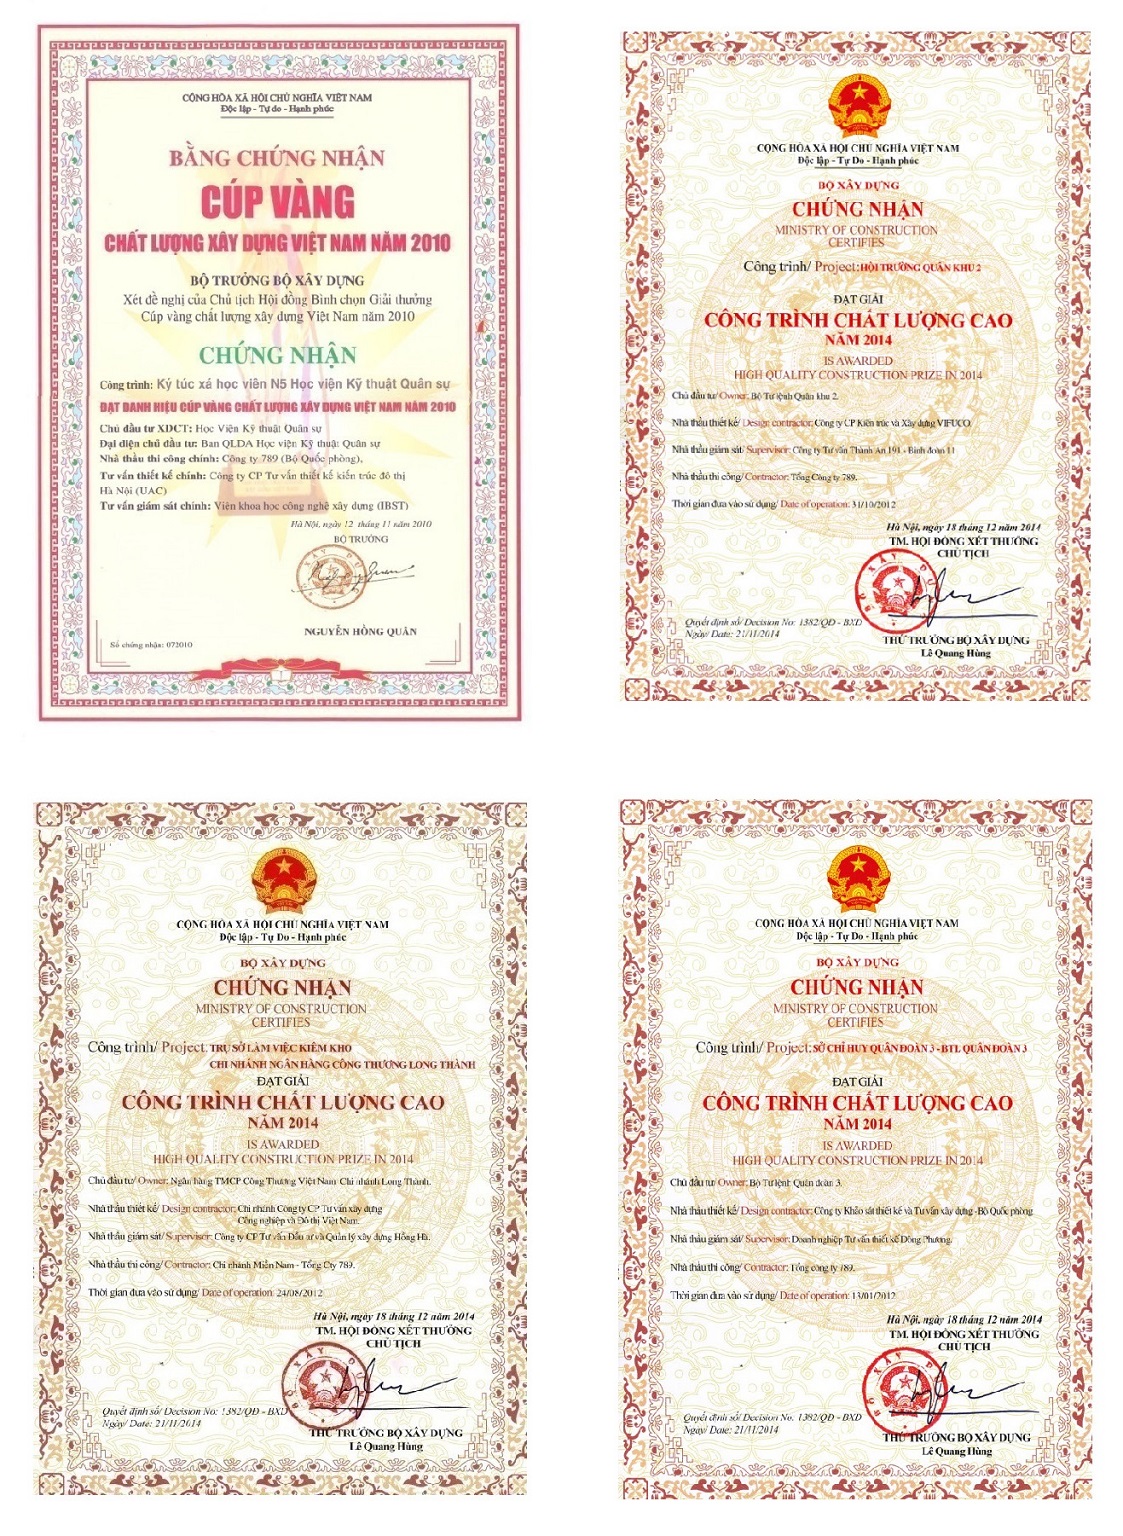 CỘNG HÒA XÃ HỘI CHỦ NGHĨA VIỆT NAM
Độc lập - Tự do - Hạnh phúc
BẰNG CHỨNG NHẬN
CÚP VÀNG
CHẤT LƯỢNG XÂY DỰNG VIỆT NAM NĂM 2010
BỘ TRƯỞNG BỘ XÂY DỰNG
Xét đề nghị của Chủ tịch Hội đồng Bình chọn Giải thưởng
Cúp vàng chất lượng xây dựng Việt Nam năm 2010
CHỨNG NHẬN
Công trình: Ký túc xá học viên N5 Học viện Kỹ thuật Quân sự
ĐẠT DANH HIỆU CÚP VÀNG CHẤT LƯỢNG XÂY DỰNG VIỆT NAM NĂM 2010
Chủ đầu tư XDCT: Học Viện Kỹ thuật Quân sự
Đại diện chủ đầu tư: Ban QLDA Học viện Kỹ thuật Quân sự
Nhà thầu thi công chính: Công ty 789 (Bộ Quốc phòng).
Tư vấn thiết kế chính: Công ty CP Tư vấn thiết kế kiến trúc đô thị
Hà Nội (UAC)
Tư vấn giám sát chính: Viện khoa học công nghệ xây dựng (IBST)
Hà Nội, ngày 12 tháng 11 năm 2010
BỘ TRƯỞNG
NGUYỄN HỒNG QUÂN
Số chứng nhận: 072010
CỘNG HÒA XÃ HỘI CHỦ NGHĨA VIỆT NAM
Độc lập - Tự Do - Hạnh phúc
BỘ XÂY DỰNG
CHỨNG NHẬN
MINISTRY OF CONSTRUCTION
CERTIFIES
Công trình/ Project: HỘI TRƯỜNG QUÂN KHU 2
ĐẠT GIẢI
CÔNG TRÌNH CHẤT LƯỢNG CAO
NĂM 2014
IS AWARDED
HIGH QUALITY CONSTRUCTION PRIZE IN 2014
Chủ đầu tư/ Owner: Bộ Tư lệnh Quân khu 2.
Nhà thầu thiết kế/ Design contractor: Công ty CP Kiến trúc và Xây dựng VIFUCO
Nhà thầu giám sát/ Supervisor: Công ty Tư vấn Thành An 191 - Binh đoàn 11
Nhà thầu thi công/ Contractor: Tổng Công ty 789.
Thời gian đưa vào sử dụng/ Date of operation: 31/10/2012
Hà Nội, ngày 18 tháng 12 năm 2014
TM. HỘI ĐỒNG XÉT THƯỞNG
CHỦ TỊCH
Quyết định số/ Decision No: 1382/QĐ - BXD
Ngày/ Date: 21/11/2014
THỨ TRƯỞNG BỘ XÂY DỰNG
Lê Quang Hùng
CỘNG HÒA XÃ HỘI CHỦ NGHĨA VIỆT NAM
Độc lập - Tự Do - Hạnh phúc
BỘ XÂY DỰNG
CHỨNG NHẬN
MINISTRY OF CONSTRUCTION
CERTIFIES
Công trình/ Project: TRỤ SỞ LÀM VIỆC KIÊM KHO
CHI NHÁNH NGÂN HÀNG CÔNG THƯƠNG LONG THÀNH
ĐẠT GIẢI
CÔNG TRÌNH CHẤT LƯỢNG CAO
NĂM 2014
IS AWARDED
HIGH QUALITY CONSTRUCTION PRIZE IN 2014
Chủ đầu tư/ Owner: Ngân hàng TMCP Công Thương Việt Nam Chi nhánh Long Thành.
Nhà thầu thiết kế/ Design contractor: Chi nhánh Công ty CP Tư vấn xây dựng
Công nghiệp và Đô thị Việt Nam.
Nhà thầu giám sát/ Supervisor: Công ty CP Tư vấn Đầu tư và Quản lý xây dựng Hồng Hà.
Nhà thầu thi công/ Contractor: Chi nhánh Miền Nam - Tổng Cty 789.
Thời gian đưa vào sử dụng/ Date of operation: 24/08/2012
Hà Nội, ngày 18 tháng 12 năm 2014
TM. HỘI ĐỒNG XÉT THƯỞNG
CHỦ TỊCH
Quyết định số/ Decision No: 1382/QĐ - BXD
Ngày/ Date: 21/11/2014
THỨ TRƯỞNG BỘ XÂY DỰNG
Lê Quang Hùng
CỘNG HÒA XÃ HỘI CHỦ NGHĨA VIỆT NAM
Độc lập - Tự Do - Hạnh phúc
BỘ XÂY DỰNG
CHỨNG NHẬN
MINISTRY OF CONSTRUCTION
CERTIFIES
Công trình/ Project: SỞ CHỈ HUY QUÂN ĐOÀN 3 - BTL QUÂN ĐOÀN 3
ĐẠT GIẢI
CÔNG TRÌNH CHẤT LƯỢNG CAO
NĂM 2014
IS AWARDED
HIGH QUALITY CONSTRUCTION PRIZE IN 2014
Chủ đầu tư/ Owner: Bộ Tư lệnh Quân đoàn 3.
Nhà thầu thiết kế/ Design contractor: Công ty Khảo sát thiết kế và Tư vấn xây dựng -Bộ Quốc phòng
Nhà thầu giám sát/ Supervisor: Doanh nghiệp Tư vấn thiết kế Đông Phương.
Nhà thầu thi công/ Contractor: Tổng công ty 789.
Thời gian đưa vào sử dụng/ Date of operation: 13/01/2012
Hà Nội, ngày 18 tháng 12 năm 2014
TM. HỘI ĐỒNG XÉT THƯỞNG
CHỦ TỊCH
Quyết định số/ Decision No: 1382/QĐ - BXD
Ngày/ Date: 21/11/2014
THỨ TRƯỞNG BỘ XÂY DỰNG
Lê Quang Hùng